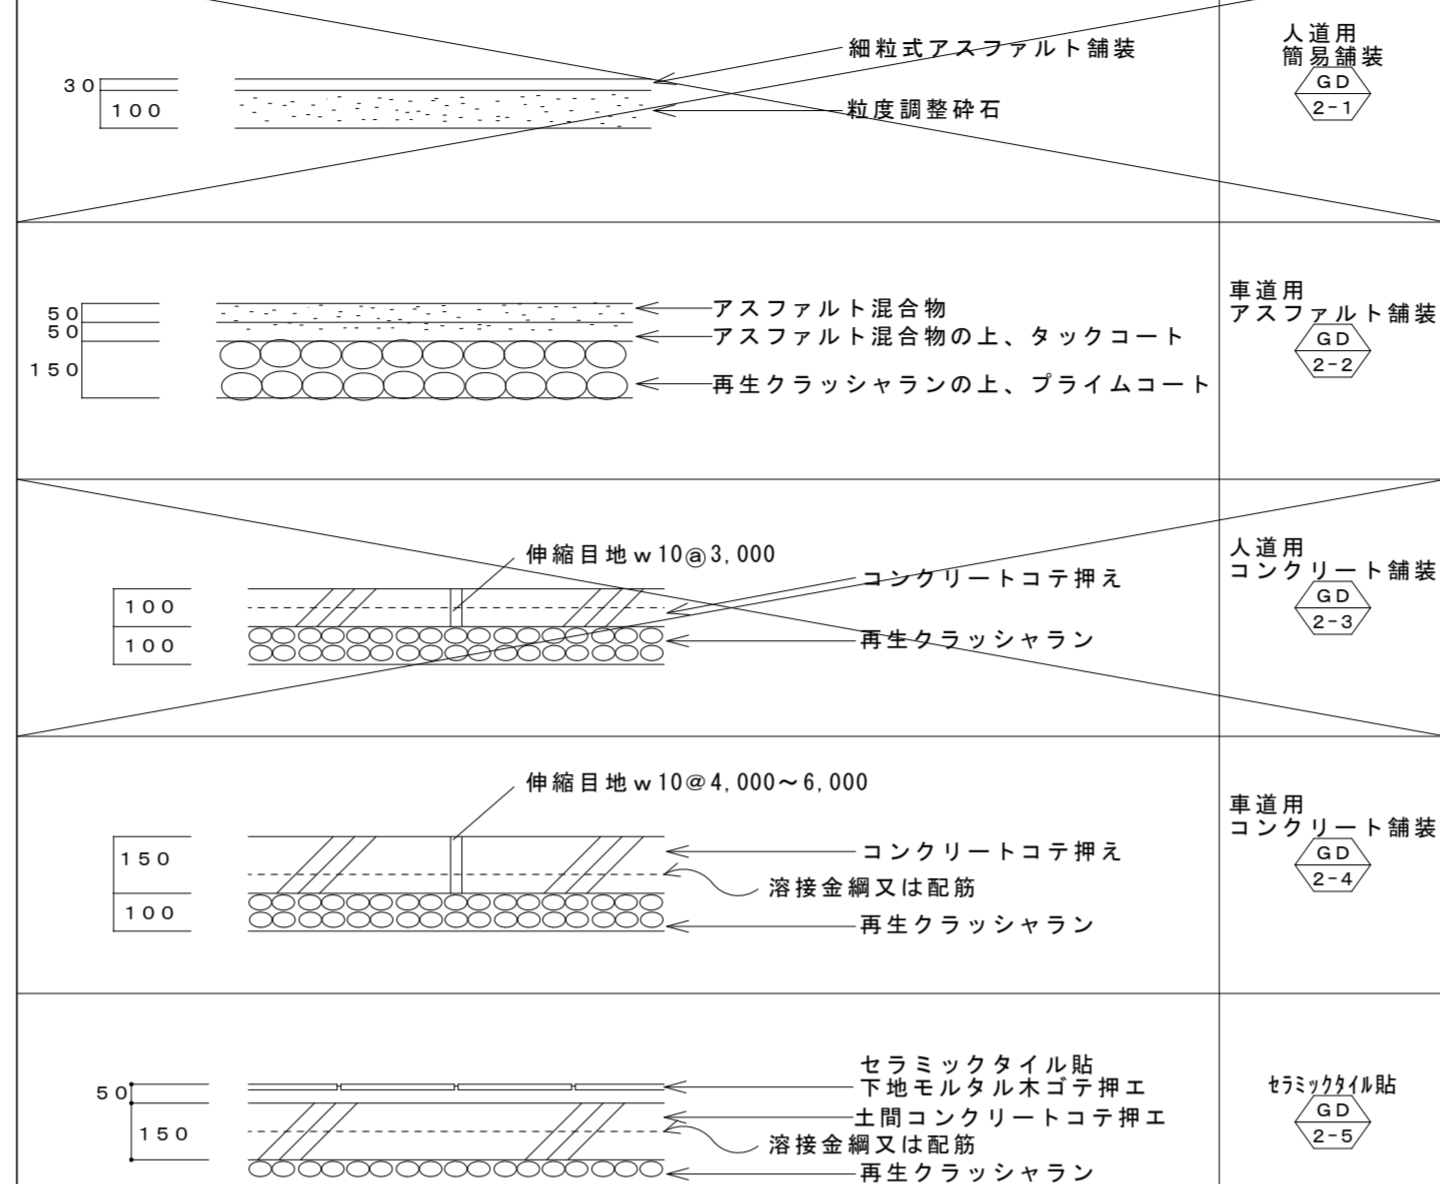 細粒式アスファルト舗装
30
100
粒度調整砕石
人道用
簡易舗装
GD
2-1
50
50
150
アスファルト混合物
アスファルト混合物の上、タックコート
再生クラッシャランの上、プライムコート
車道用
アスファルト舗装
GD
2-2
伸縮目地w10@3,000
100
100
コンクリートコテ押え
再生クラッシャラン
人道用
コンクリート舗装
GD
2-3
伸縮目地w10@4,000～6,000
150
100
コンクリートコテ押え
溶接金網又は配筋
再生クラッシャラン
車道用
コンクリート舗装
GD
2-4
50
150
セラミックタイル貼
下地モルタル木ゴテ押エ
土間コンクリートコテ押エ
溶接金網又は配筋
再生クラッシャラン
セラミックタイル貼
GD
2-5